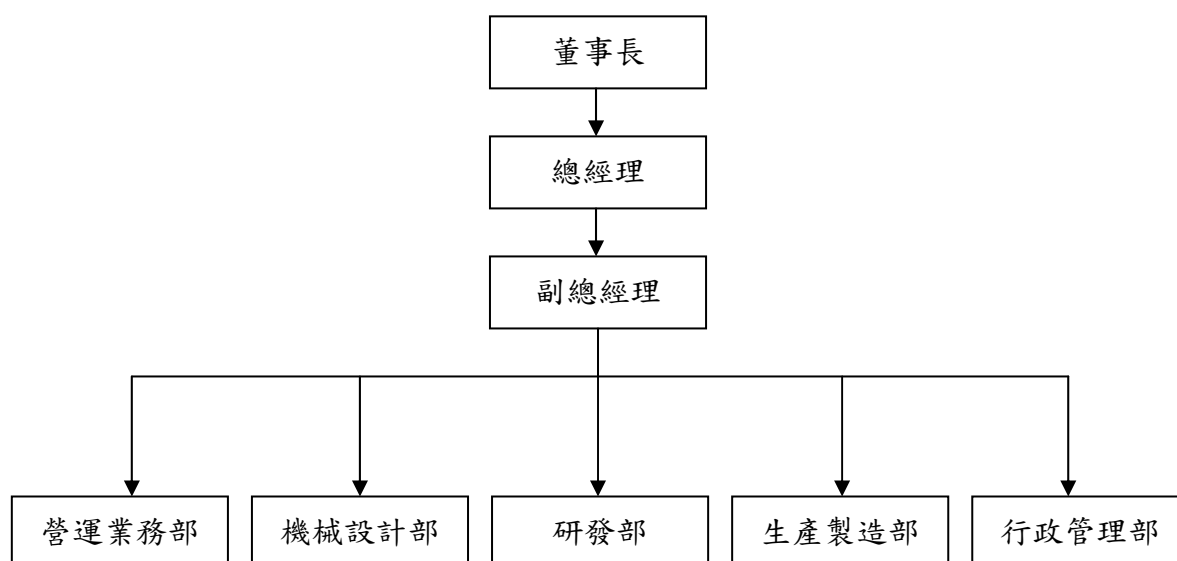 董事長
總經理
副總經理
營運業務部
機械設計部
研發部
生產製造部
行政管理部